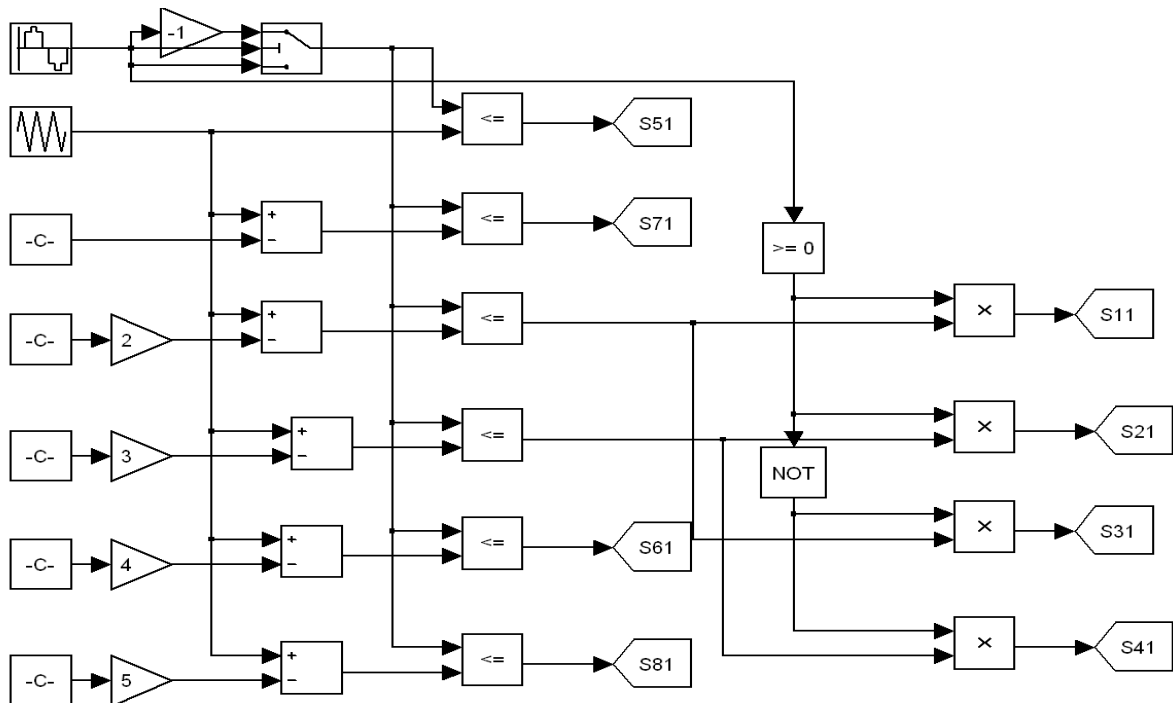 -1
<=
S51
+
−
-C-
<=
S71
>= 0
+
−
-C-
2
<=
×
S11
+
−
-C-
3
<=
×
S21
NOT
+
−
-C-
4
<=
S61
×
S31
+
−
-C-
5
<=
S81
×
S41